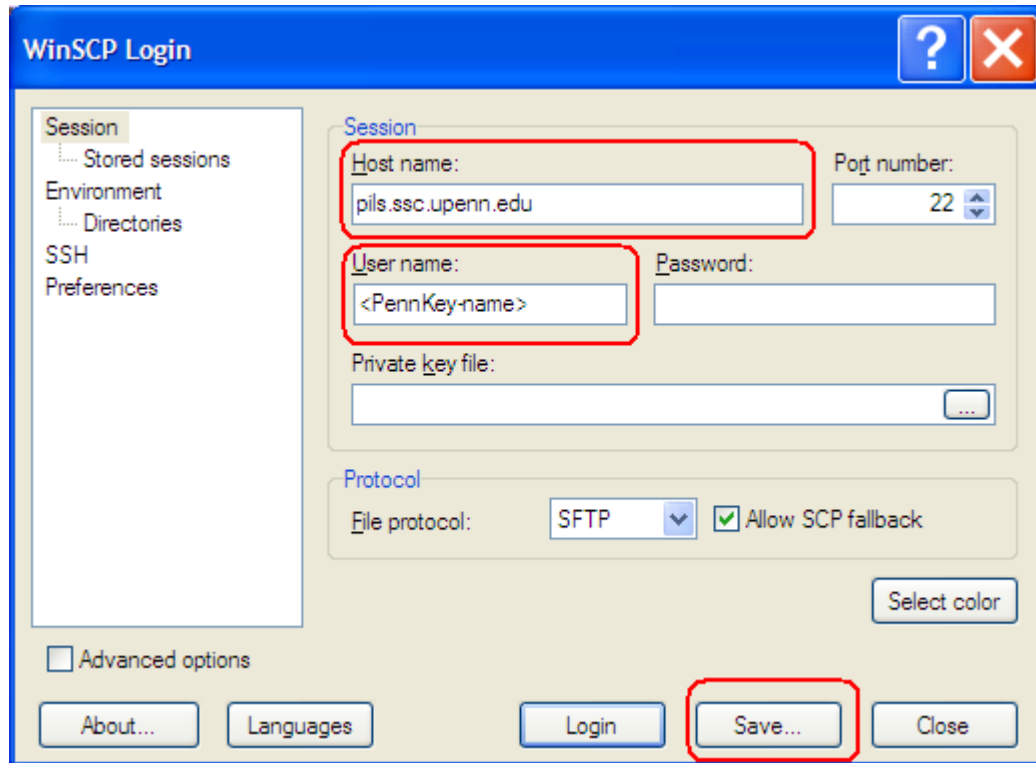 WinSCP Login
Session
Stored sessions
Environment
Directories
SSH
Preferences
Session
Host name:
Port number:
pils.ssc.upenn.edu
22
User name:
Password:
<PennKey-name>
Private key file:
...
Protocol
File protocol:
SFTP
Allow SCP fallback
Select color
Advanced options
About...
Languages
Login
Save...
Close